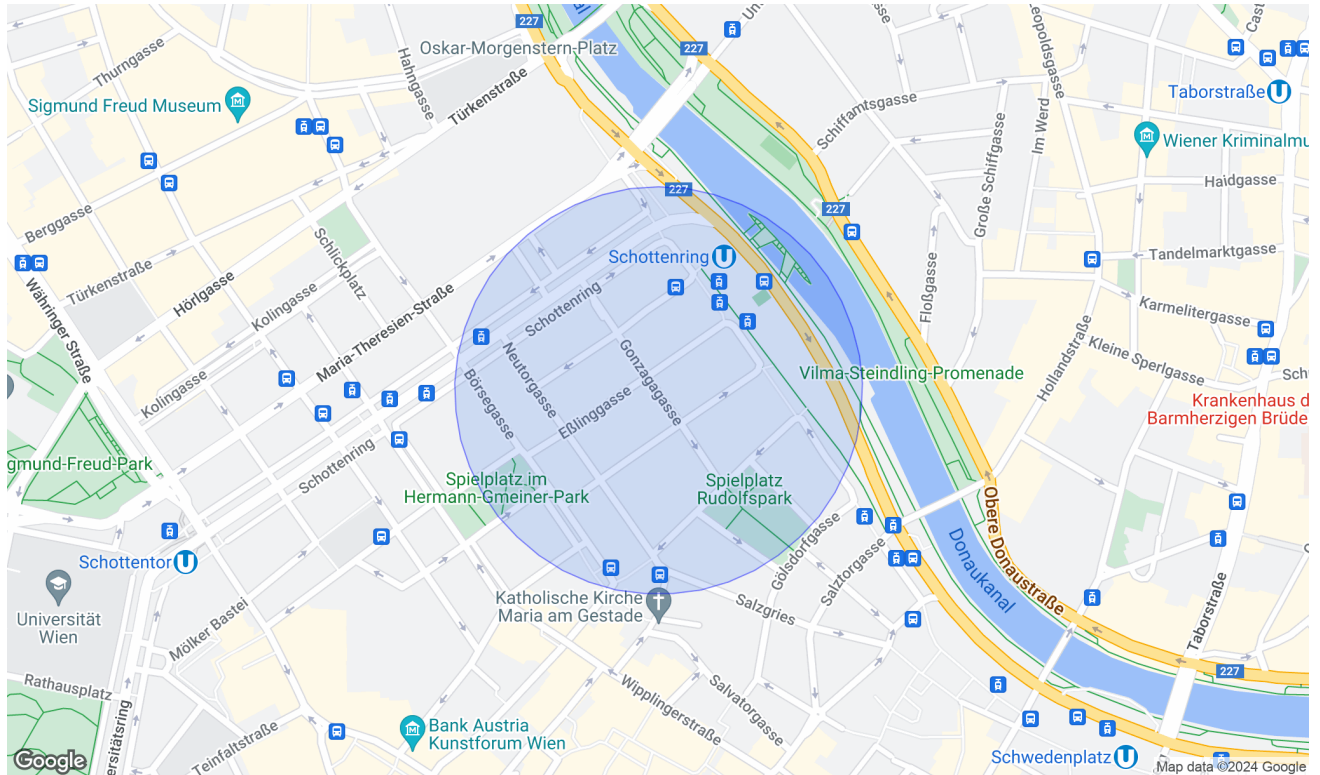 227
Oskar-Morgenstern-Platz
227
Hahngasse
Thurngasse
Türkenstraße
Sigmund Freud Museum
Leopoldsgasse
Taborstraße
Schiffamtsgasse
Im Werd
Große Schiffgasse
Wiener Kriminalmu
Haidgasse
227
227
Berggasse
Türkenstraße
Schlickplatz
Hörlgasse
Kolingasse
Maria-Theresien-Straße
Währinger Straße
Kolingasse
Schottenring
Schottenring
Neutorgasse
Gonzagagasse
Börsegasse
Eßlinggasse
Floßgasse
Tandelmarktgasse
Karmelitergasse
Kleine Sperlgasse
Hollandstraße
Vilma-Steindling-Promenade
Krankenhaus d
Barmherzigen Brüde
gmund-Freud-Park
Schottenring
Spielplatz im
Hermann-Gmeiner-Park
Spielplatz
Rudolfspark
Schottentor
Universität
Wien
Mölker Bastei
Katholische Kirche
Maria am Gestade
Gölsdorfgasse
Salztorgasse
Salzgries
Donaukanal
Obere Donaustraße
Taborstraße
227
Rathausplatz
ersitätsring
Teinfaltstraße
Bank Austria
Kunstforum Wien
Wipplingerstraße
Salvatorgasse
Schwedenplatz
Google
Map data ©2024 Google